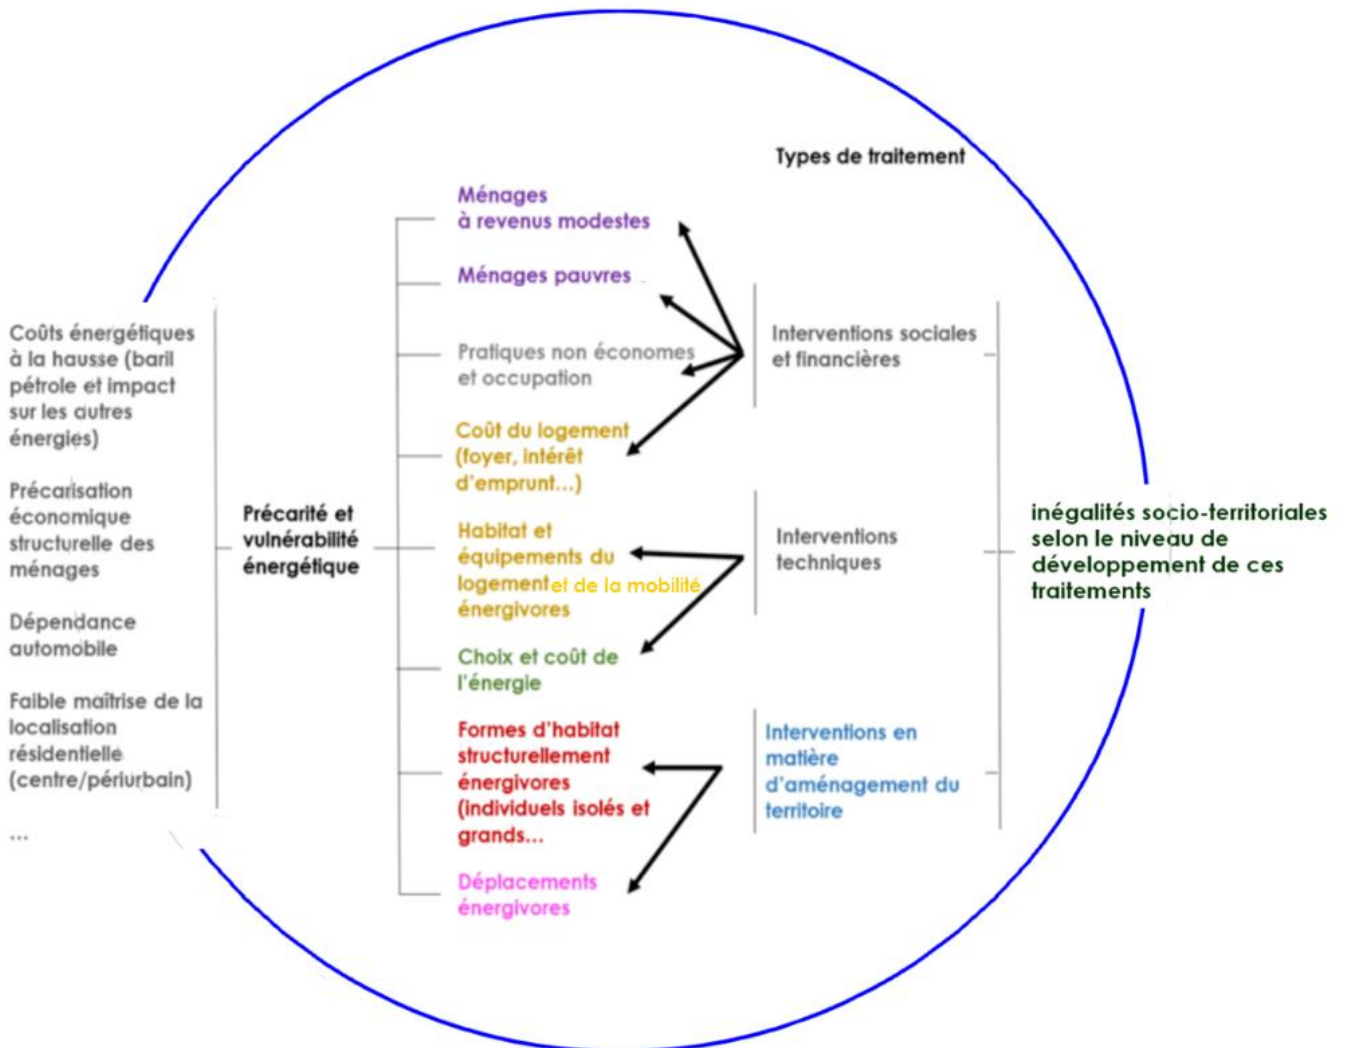 Types de traitement
Coûts énergétiques
à la hausse (baril
pétrole et impact
sur les autres
énergies)
Précarisation
économique
structurelle des
ménages
Dépendance
automobile
Faible maîtrise de la
localisation
résidentielle
(centre/périurbain)
...
Précarité et
vulnérabilité
énergétique
Ménages
à revenus modestes
Ménages pauvres
Pratiques non économes
et occupation
Coût du logement
(foyer, intérêt
d'emprunt...)
Habitat et
équipements du
logement et de la mobilité
énergivores
Choix et coût de
l'énergie
Formes d'habitat
structurellement
énergivores
(individuels isolés et
grands...
Déplacements
énergivores
Interventions sociales
et financières
Interventions
techniques
Interventions en
matière
d'aménagement du
territoire
inégalités socio-territoriales
selon le niveau de
développement de ces
traitements